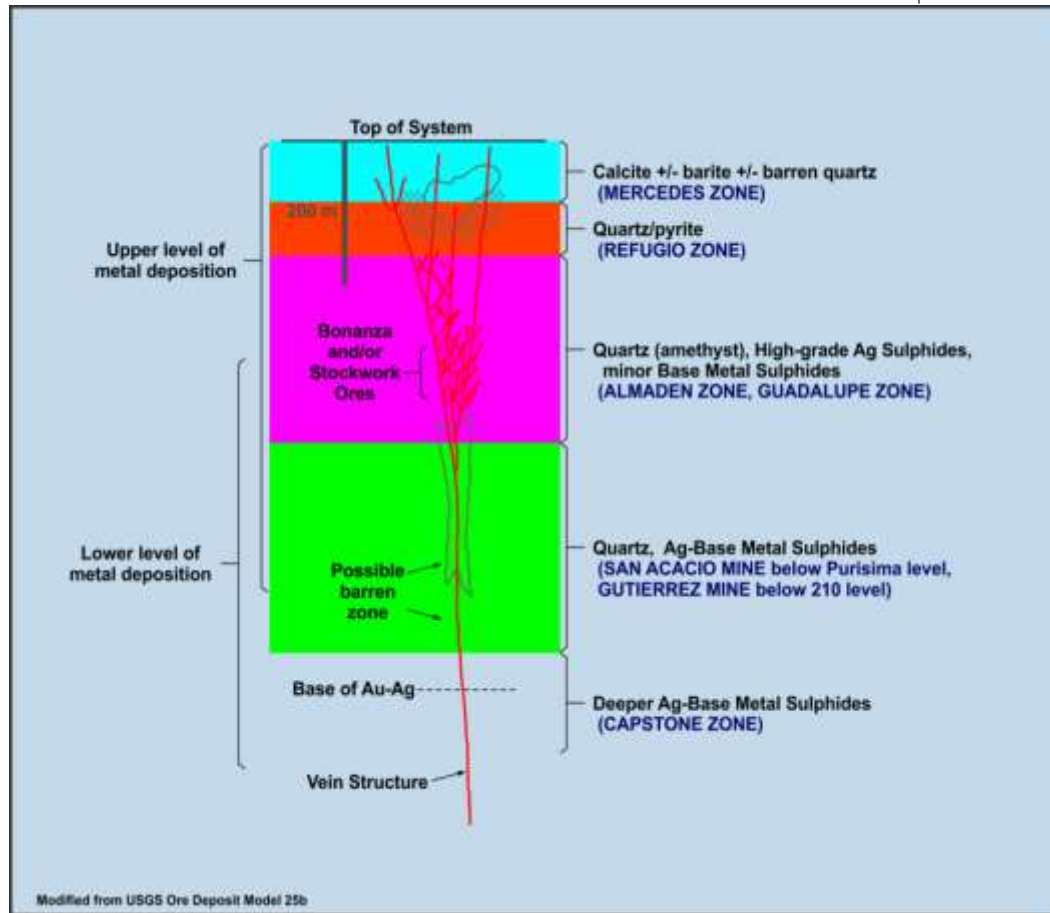 Top of System
Calcite +/- barite +/- barren quartz
(MERCEDES ZONE)
200 m
Quartz/pyrite
(REFUGIO ZONE)
Upper level of
metal deposition
Bonanza
and/or
Stockwork
Ores
Quartz (amethyst), High-grade Ag Sulphides,
minor Base Metal Sulphides
(ALMADEN ZONE, GUADALUPE ZONE)
Lower level of
metal deposition
Possible
barren
zone
Quartz, Ag-Base Metal Sulphides
(SAN ACACIO MINE below Purisima level,
GUTIERREZ MINE below 210 level)
Base of Au-Ag
Deeper Ag-Base Metal Sulphides
(CAPSTONE ZONE)
Vein Structure
Modified from USGS Ore Deposit Model 25b